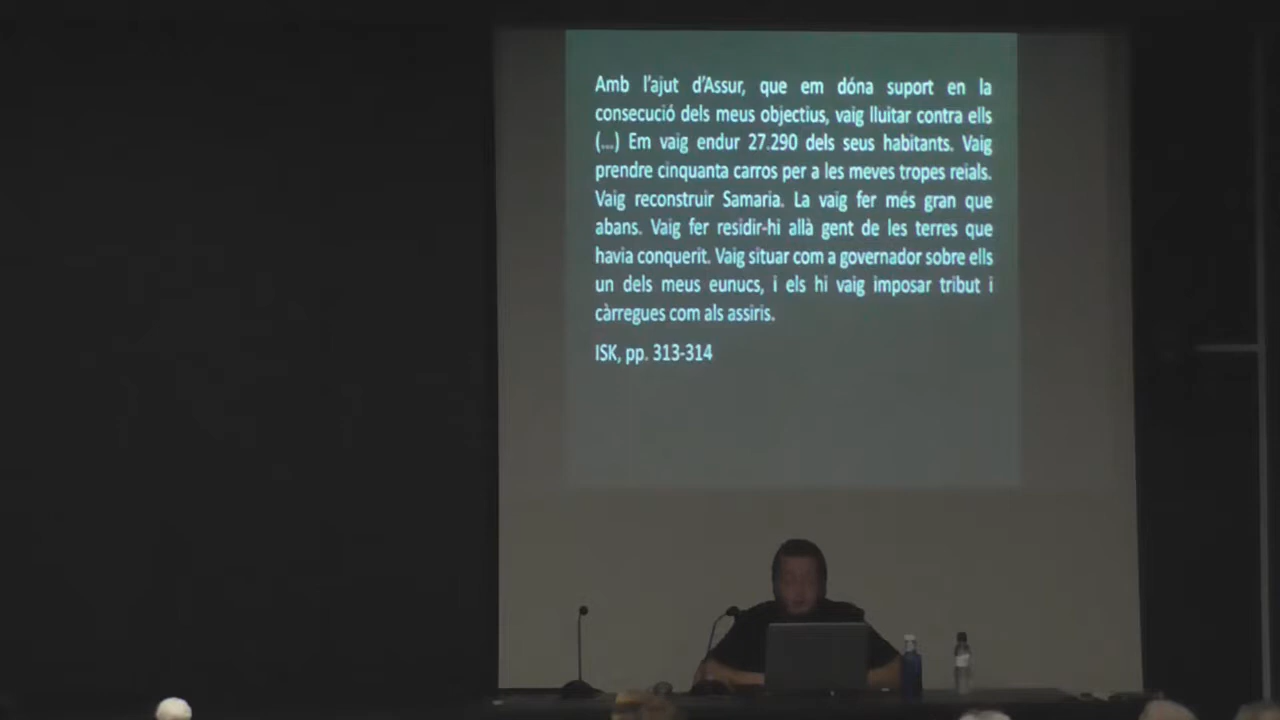 Amb l'ajut d'Assur, que em dóna suport en la
consecució dels meus objectius, vaig lluitar contra ells
(...) Em vaig endur 27.290 dels seus habitants. Vaig
prendre cinquanta carros per a les meves tropes reials.
Vaig reconstruir Samaria. La vaig fer més gran que
abans. Vaig fer residir-hi allà gent de les terres que
havia conquerit. Vaig situar com a governador sobre ells
un dels meus eunucs, i els hi vaig imposar tribut i
càrregues com als assiris.
ISK, pp. 313-314